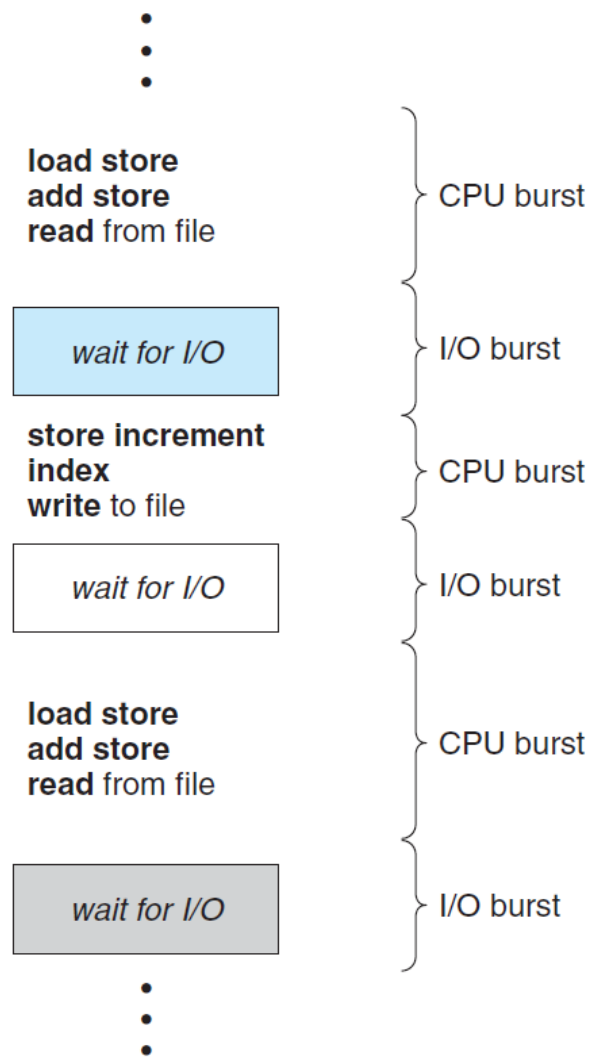 load store
add store
read from file
CPU burst
wait for I/O
I/O burst
store increment
index
write to file
CPU burst
wait for I/O
I/O burst
load store
add store
read from file
CPU burst
wait for I/O
I/O burst